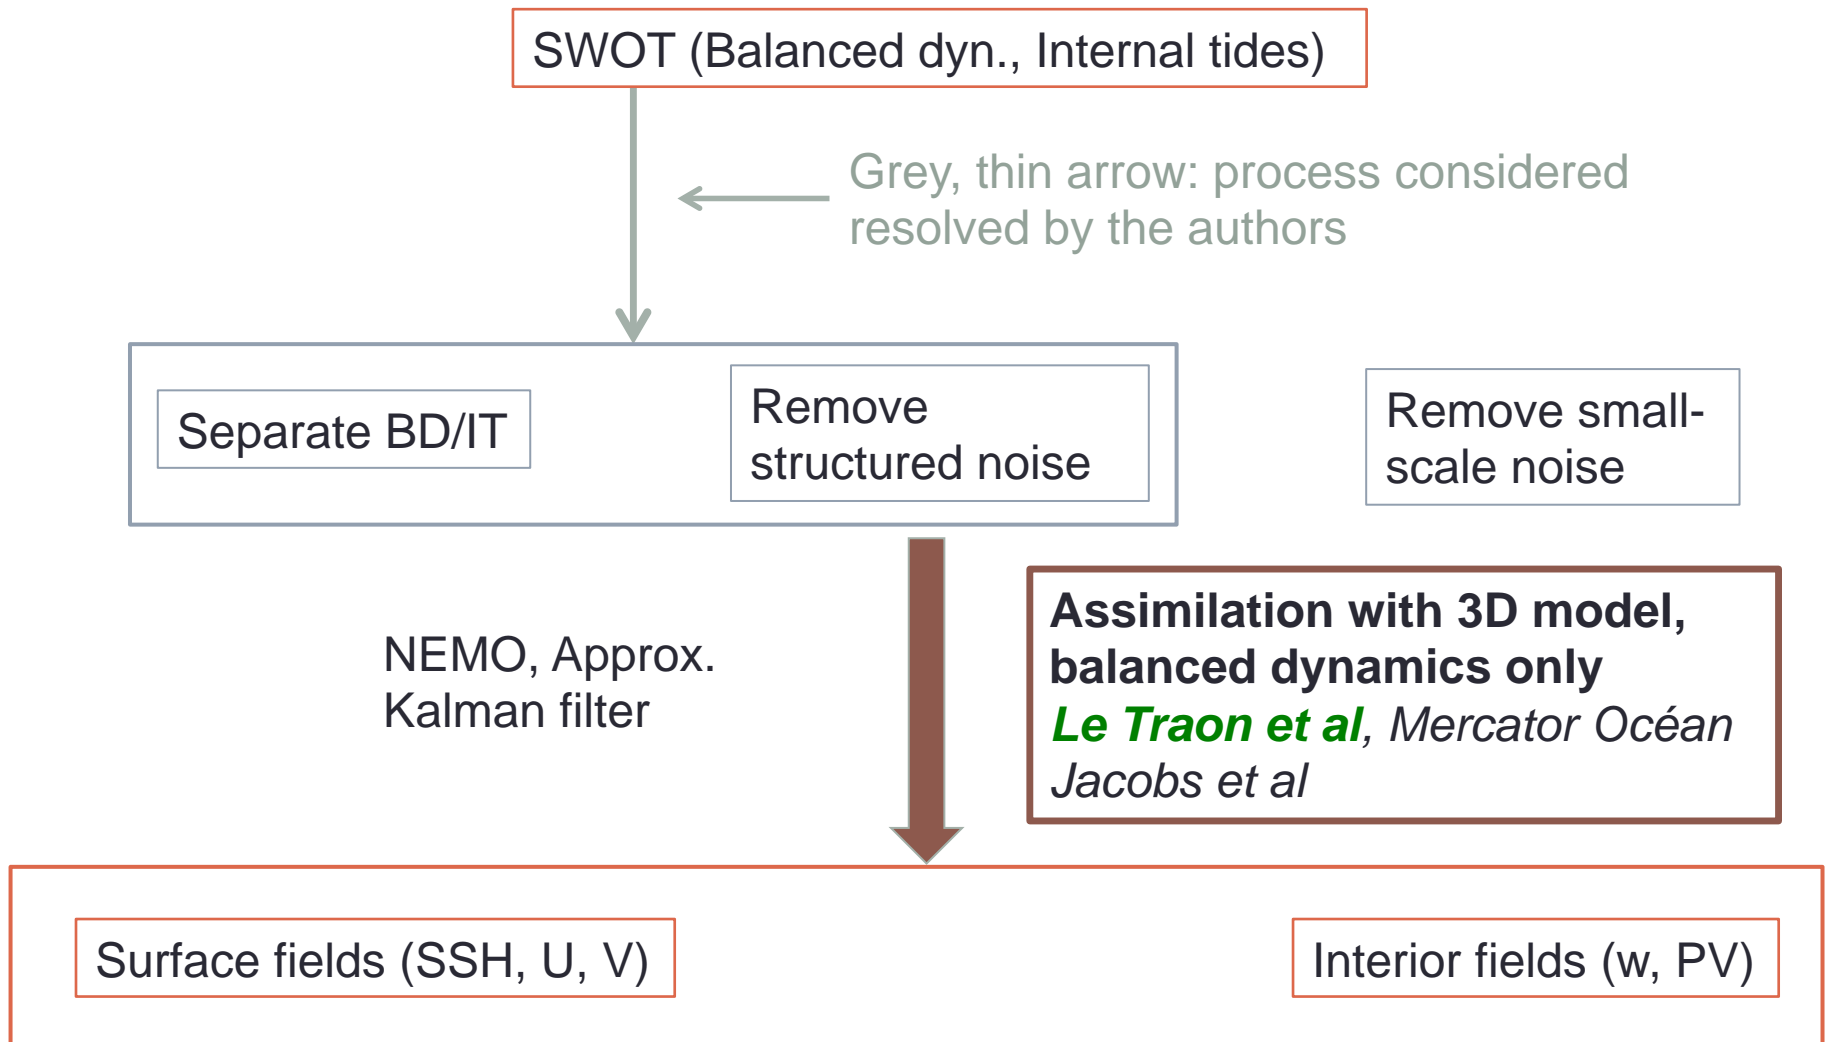 SWOT (Balanced dyn., Internal tides)
Grey, thin arrow: process considered
resolved by the authors
Separate BD/IT
Remove
structured noise
Remove small-
scale noise
NEMO, Approx.
Kalman filter
Assimilation with 3D model,
balanced dynamics only
Le Traon et al, Mercator Océan
Jacobs et al
Surface fields (SSH, U, V)
Interior fields (w, PV)